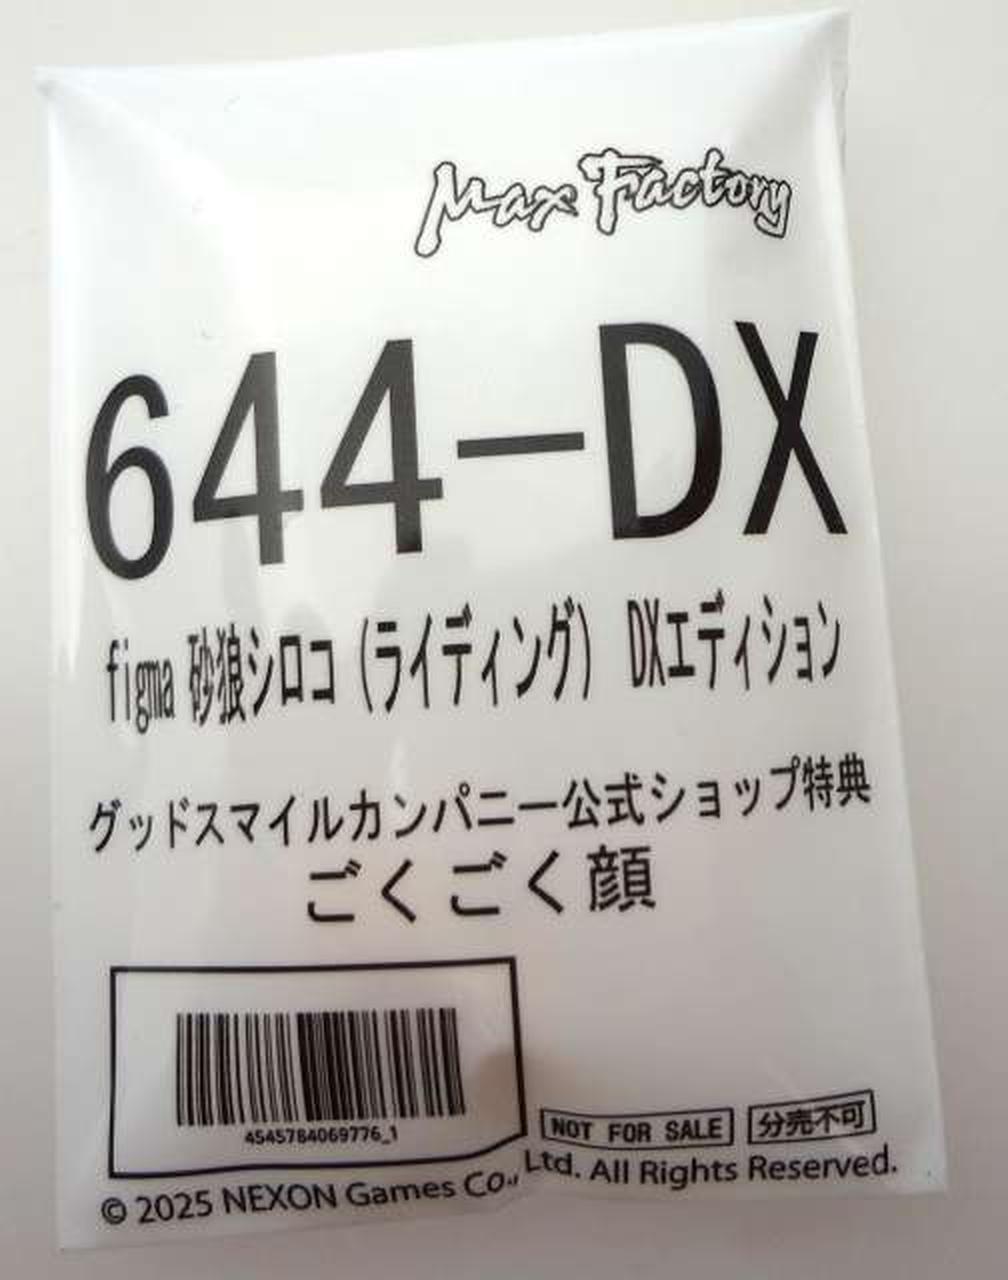 Max Factory
644-DX
figma 砂狼シロコ（ライディング） DXエディション
グッドスマイルカンパニー公式ショップ特典
ごくごく顔
4545784069776_1
NOT FOR SALE 分売不可
© 2025 NEXON Games Co., Ltd. All Rights Reserved.